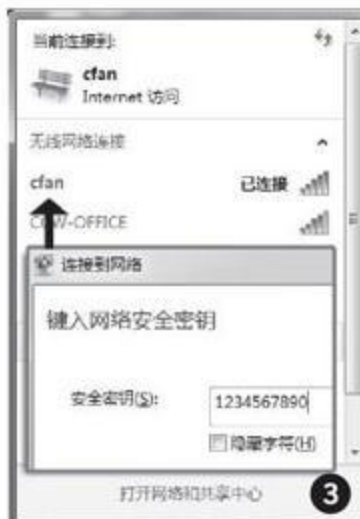 当前连接到:
cfan
Internet 访问
无线网络连接
cfan 已连接
-OFFICE
连接到网络
键入网络安全密钥
安全密钥(S): 1234567890
隐藏字符(H)
打开网络和共享中心
3